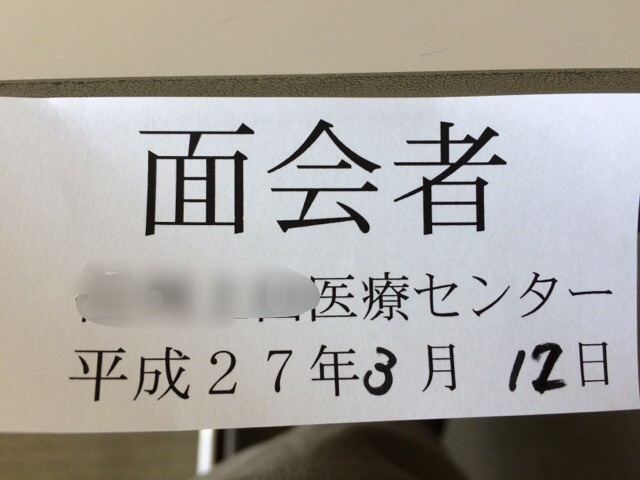 面会者
医療センター
平成２７年3月 12日